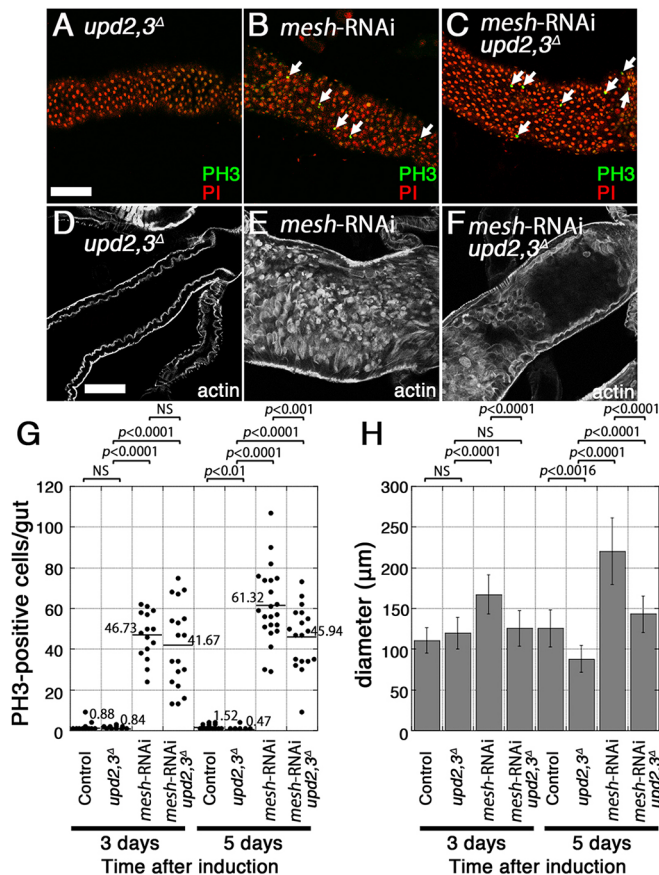 A upd2,3Δ
B mesh-RNAi
C mesh-RNAi
upd2,3Δ
PH3
PI
PH3
PI
PH3
PI
D upd2,3Δ
E mesh-RNAi
F mesh-RNAi
upd2,3Δ
actin
actin
actin
G
NS
p<0.0001
p<0.0001
NS
p<0.001
p<0.0001
p<0.0001
p<0.01
PH3-positive cells/gut
120
100
80
60
40
20
0
0.88
0.84
46.73
41.67
1.52
0.47
61.32
45.94
Control
upd2,3Δ
mesh-RNAi
mesh-RNAi
upd2,3Δ
Control
upd2,3Δ
mesh-RNAi
mesh-RNAi
upd2,3Δ
3 days
5 days
Time after induction
H
p<0.0001
NS
p<0.0001
NS
p<0.0001
p<0.0001
p<0.0001
p<0.0016
diameter (μm)
300
250
200
150
100
50
0
Control
upd2,3Δ
mesh-RNAi
mesh-RNAi
upd2,3Δ
Control
upd2,3Δ
mesh-RNAi
mesh-RNAi
upd2,3Δ
3 days
5 days
Time after induction